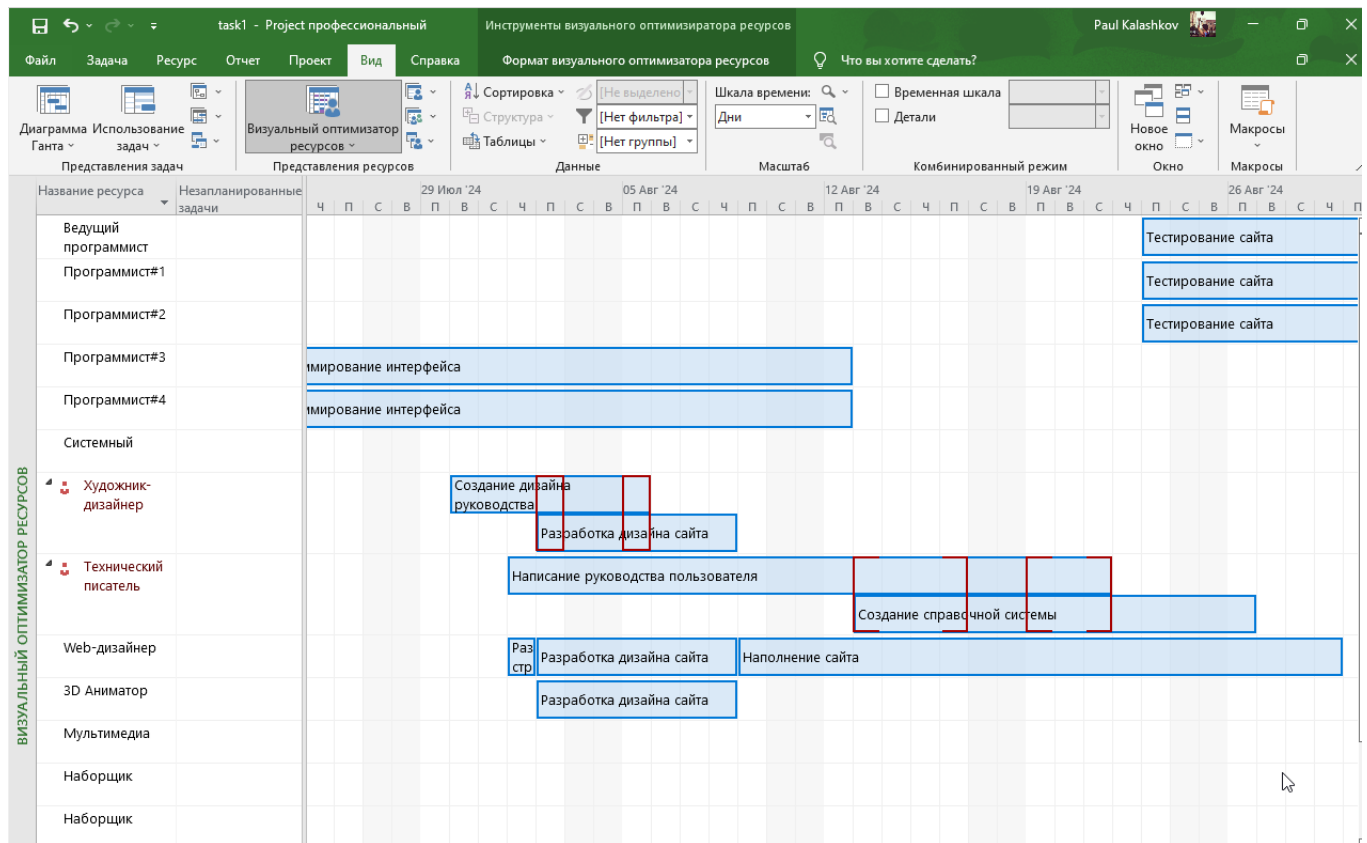 task1 - Project профессиональный
Инструменты визуального оптимизиратора ресурсов
Paul Kalashkov
Файл Задача Ресурс Отчет Проект Вид Справка Формат визуального оптимизатора ресурсов Что вы хотите сделать?
Диаграмма Ганта
Использование задач
Представления задач
Визуальный оптимизатор ресурсов
Представления ресурсов
Сортировка [Не выделено]
Структура [Нет фильтра]
Таблицы [Нет группы]
Данные
Шкала времени:
Дни
Масштаб
Временная шкала
Детали
Комбинированный режим
Новое окно
Окно
Макросы
Макросы
Название ресурса
Незапланированные задачи
29 Июл '24 05 Авг '24 12 Авг '24 19 Авг '24 26 Авг '24
Ч П С В П В С Ч П С В П В С Ч П С В П В С Ч П С В П В С Ч П С В П В С Ч П
ВИЗУАЛЬНЫЙ ОПТИМИЗАТОР РЕСУРСОВ
Ведущий программист
Тестирование сайта
Программист#1
Тестирование сайта
Программист#2
Тестирование сайта
Программист#3
ммирование интерфейса
Программист#4
ммирование интерфейса
Системный
Художник-дизайнер
Создание дизайна руководства
Разработка дизайна сайта
Технический писатель
Написание руководства пользователя
Создание справочной системы
Web-дизайнер
Раз стр
Разработка дизайна сайта
Наполнение сайта
3D Аниматор
Разработка дизайна сайта
Мультимедиа
Наборщик
Наборщик